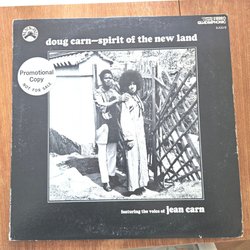 doug carn—spirit of the new land
Promotional
Copy
NOT FOR SALE
featuring the voice of jean carn